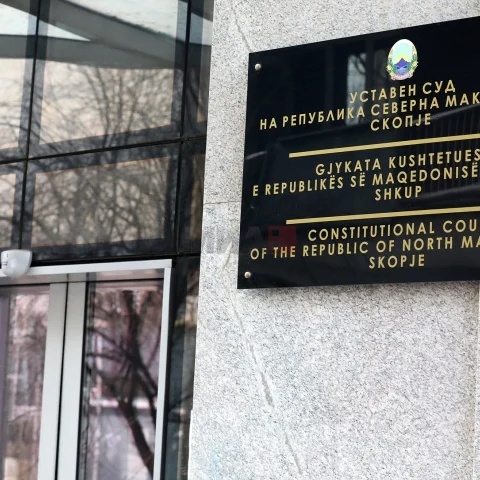 УСТАВЕН СУД
НА РЕПУБЛИКА СЕВЕРНА МАК
СКОПЈЕ
GJYKATA KUSHTETUES
E REPUBLIKËS SË MAQEDONISË
SHKUP
CONSTITUTIONAL COU
OF THE REPUBLIC OF NORTH MA
SKOPJE